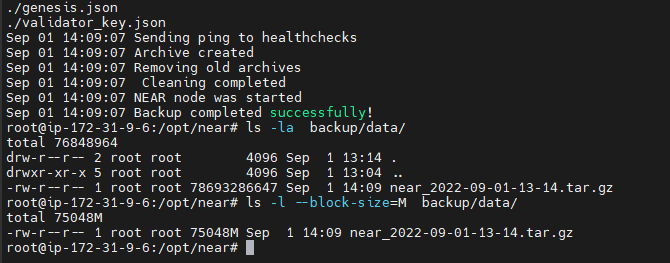 ./genesis.json
./validator_key.json
Sep 01 14:09:07 Sending ping to healthchecks
Sep 01 14:09:07 Archive created
Sep 01 14:09:07 Removing old archives
Sep 01 14:09:07  Cleaning completed
Sep 01 14:09:07 NEAR node was started
Sep 01 14:09:07 Backup completed successfully!
root@ip-172-31-9-6:/opt/near# ls -la  backup/data/
total 76848964
drw-r--r-- 2 root root        4096 Sep  1 13:14 .
drwxr-xr-x 5 root root        4096 Sep  1 13:04 ..
-rw-r--r-- 1 root root 78693286647 Sep  1 14:09 near_2022-09-01-13-14.tar.gz
root@ip-172-31-9-6:/opt/near# ls -l --block-size=M  backup/data/
total 75048M
-rw-r--r-- 1 root root 75048M Sep  1 14:09 near_2022-09-01-13-14.tar.gz
root@ip-172-31-9-6:/opt/near#